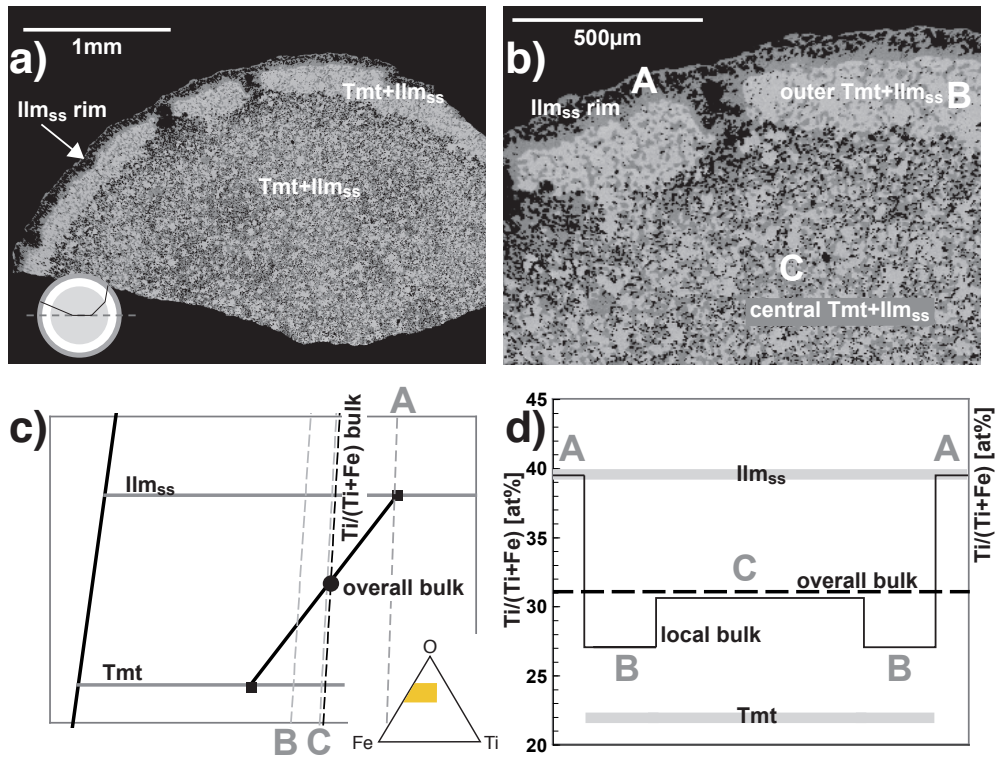 a)
1mm
Ilmss rim
Tmt+Ilmss
Tmt+Ilmss
b)
500µm
A
Ilmss rim
outer Tmt+Ilmss B
C
central Tmt+Ilmss
c)
A
Ti/(Ti+Fe) bulk
Ilmss
overall bulk
Tmt
B C
O
Fe
Ti
d)
Ti/(Ti+Fe) [at%]
45
40
35
30
25
20
A
A
Ilmss
C
overall bulk
local bulk
B
B
Tmt
Ti/(Ti+Fe) [at%]